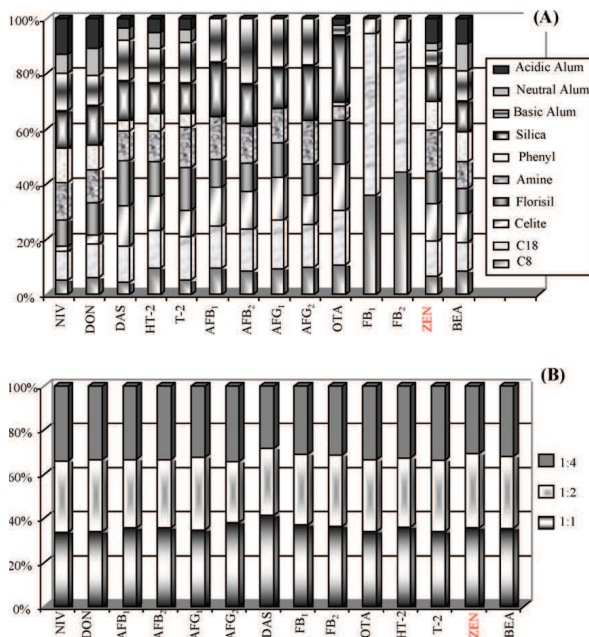 (A)
100%
80%
60%
40%
20%
0%
Acidic Alum
Neutral Alum
Basic Alum
Silica
Phenyl
Amine
Florisil
Celite
C18
C8
NIV
DON
DAS
HT-2
T-2
AFB₁
AFB₂
AFG₁
AFG₂
OTA
FB₁
FB₂
ZEN
BEA
(B)
100%
80%
60%
40%
20%
0%
1:4
1:2
1:1
NIV
DON
AFB₁
AFB₂
AFG₁
AFG₂
DAS
FB₁
FB₂
OTA
HT-2
T-2
ZEN
BEA